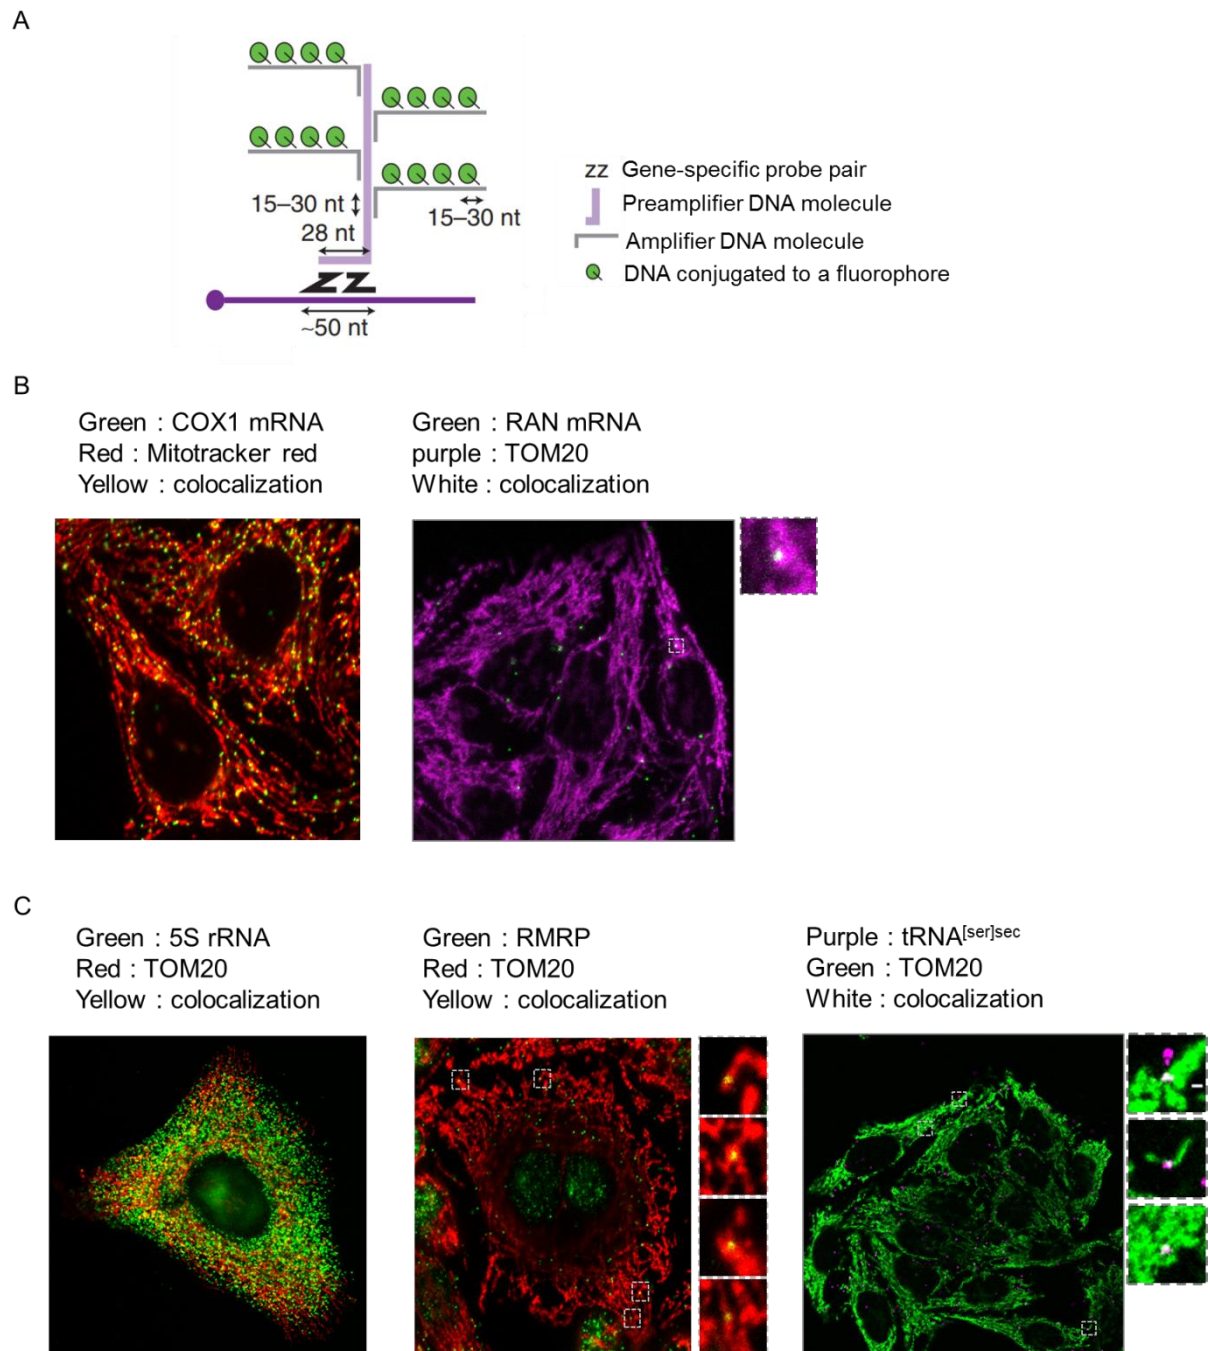 A
15–30 nt
28 nt
15–30 nt
~50 nt
ZZ Gene-specific probe pair
Preamplifier DNA molecule
Amplifier DNA molecule
DNA conjugated to a fluorophore
B
Green : COX1 mRNA
Red : Mitotracker red
Yellow : colocalization
Green : RAN mRNA
purple : TOM20
White : colocalization
C
Green : 5S rRNA
Red : TOM20
Yellow : colocalization
Green : RMRP
Red : TOM20
Yellow : colocalization
Purple : tRNA[ser]sec
Green : TOM20
White : colocalization